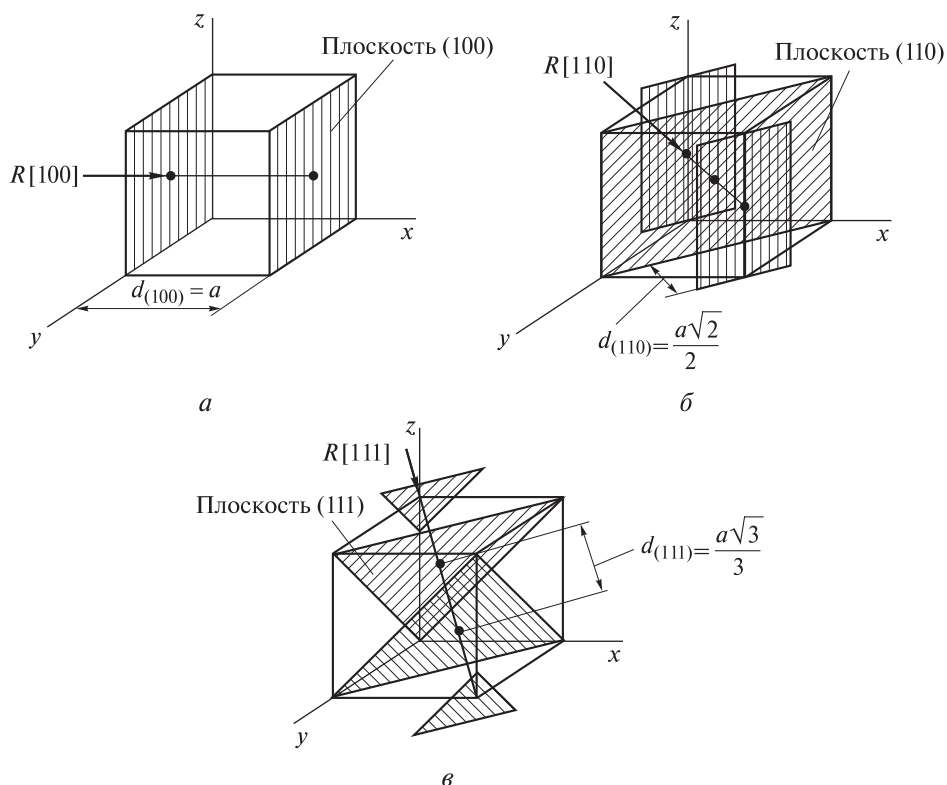 z
Плоскость (100)
R[100]
x
d(100) = a
y
а
z
Плоскость (110)
R[110]
x
y
d(110) = a√2/2
б
z
R[111]
Плоскость (111)
d(111) = a√3/3
x
y
в